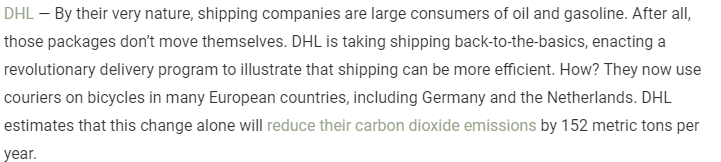 DHL — By their very nature, shipping companies are large consumers of oil and gasoline. After all,
those packages don’t move themselves. DHL is taking shipping back-to-the-basics, enacting a
revolutionary delivery program to illustrate that shipping can be more efficient. How? They now use
couriers on bicycles in many European countries, including Germany and the Netherlands. DHL
estimates that this change alone will reduce their carbon dioxide emissions by 152 metric tons per
year.